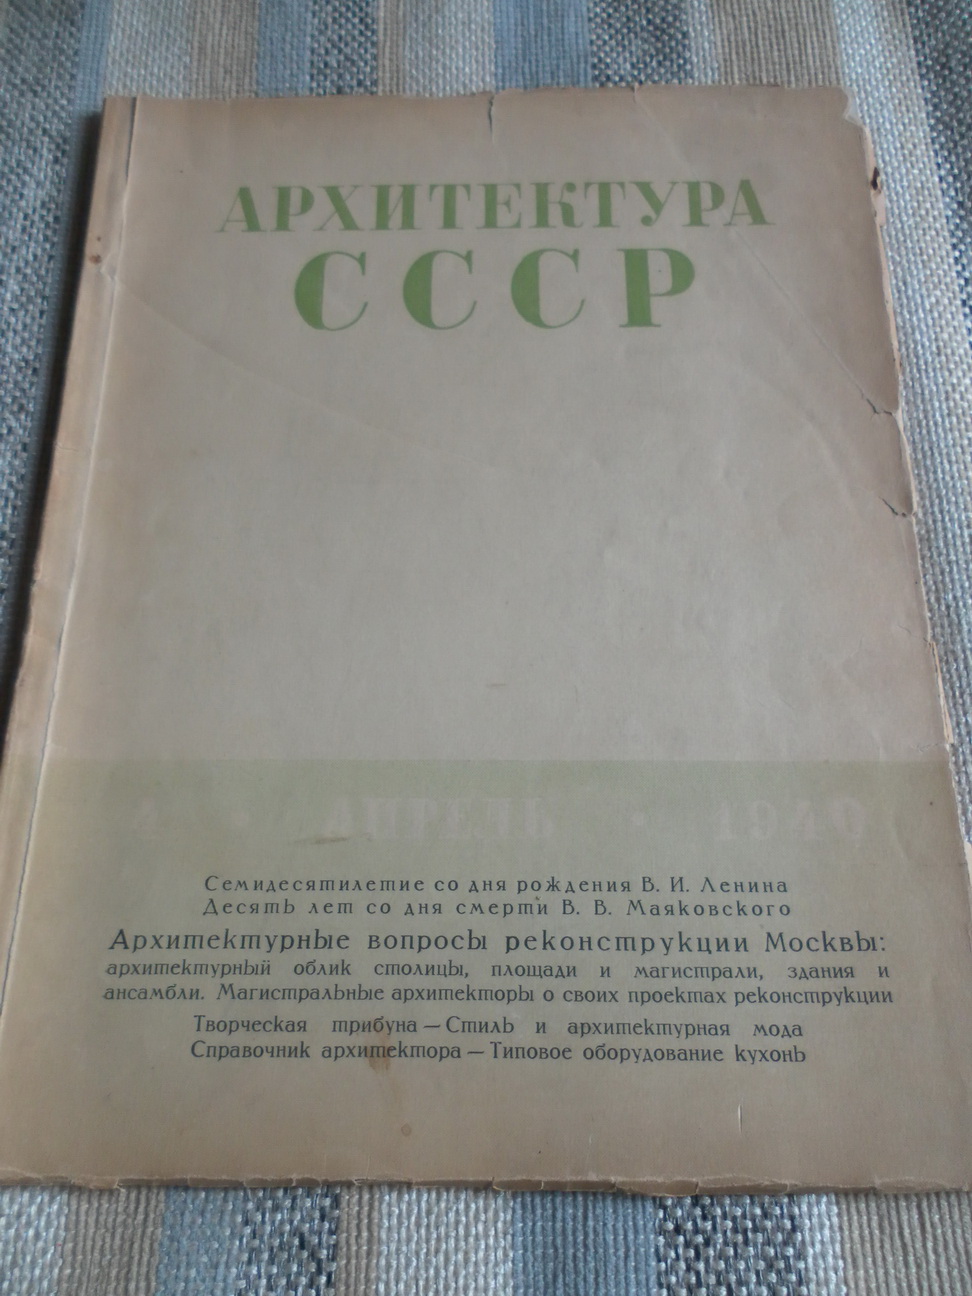 АРХИТЕКТУРА
СССР
4 · АПРЕЛЬ · 1940
Семидесятилетие со дня рождения В. И. Ленина
Десять лет со дня смерти В. В. Маяковского
Архитектурные вопросы реконструкции Москвы:
архитектурный облик столицы, площади и магистрали, здания и
ансамбли. Магистральные архитекторы о своих проектах реконструкции
Творческая трибуна — Стиль и архитектурная мода
Справочник архитектора — Типовое оборудование кухонь